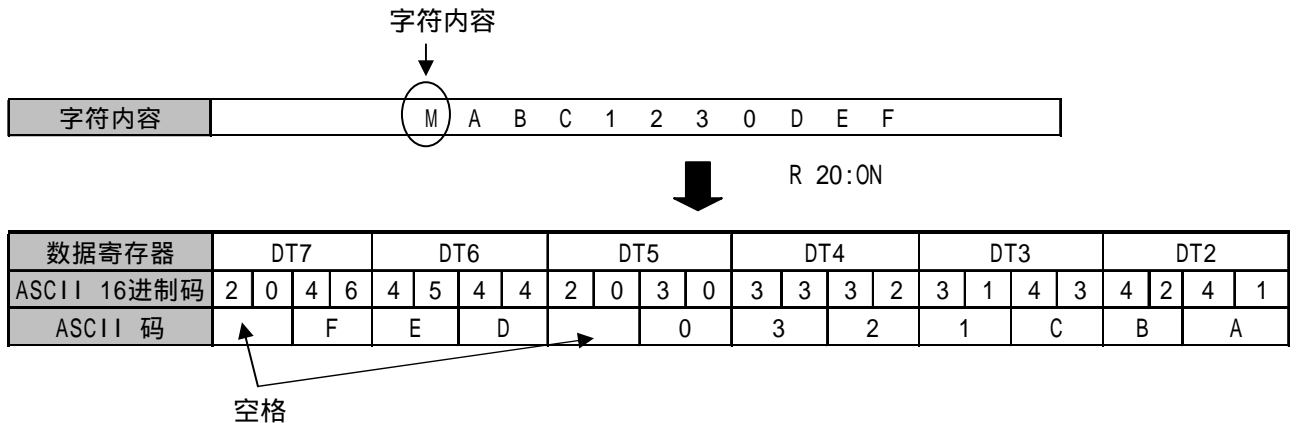 字符内容
字符内容 M A B C 1 2 3 0 D E F
R 20:ON
数据寄存器 DT7 DT6 DT5 DT4 DT3 DT2
ASCII 16进制码 2 0 4 6 4 5 4 4 2 0 3 0 3 3 3 2 3 1 4 3 4 2 4 1
ASCII 码 F E D 0 3 2 1 C B A
空格